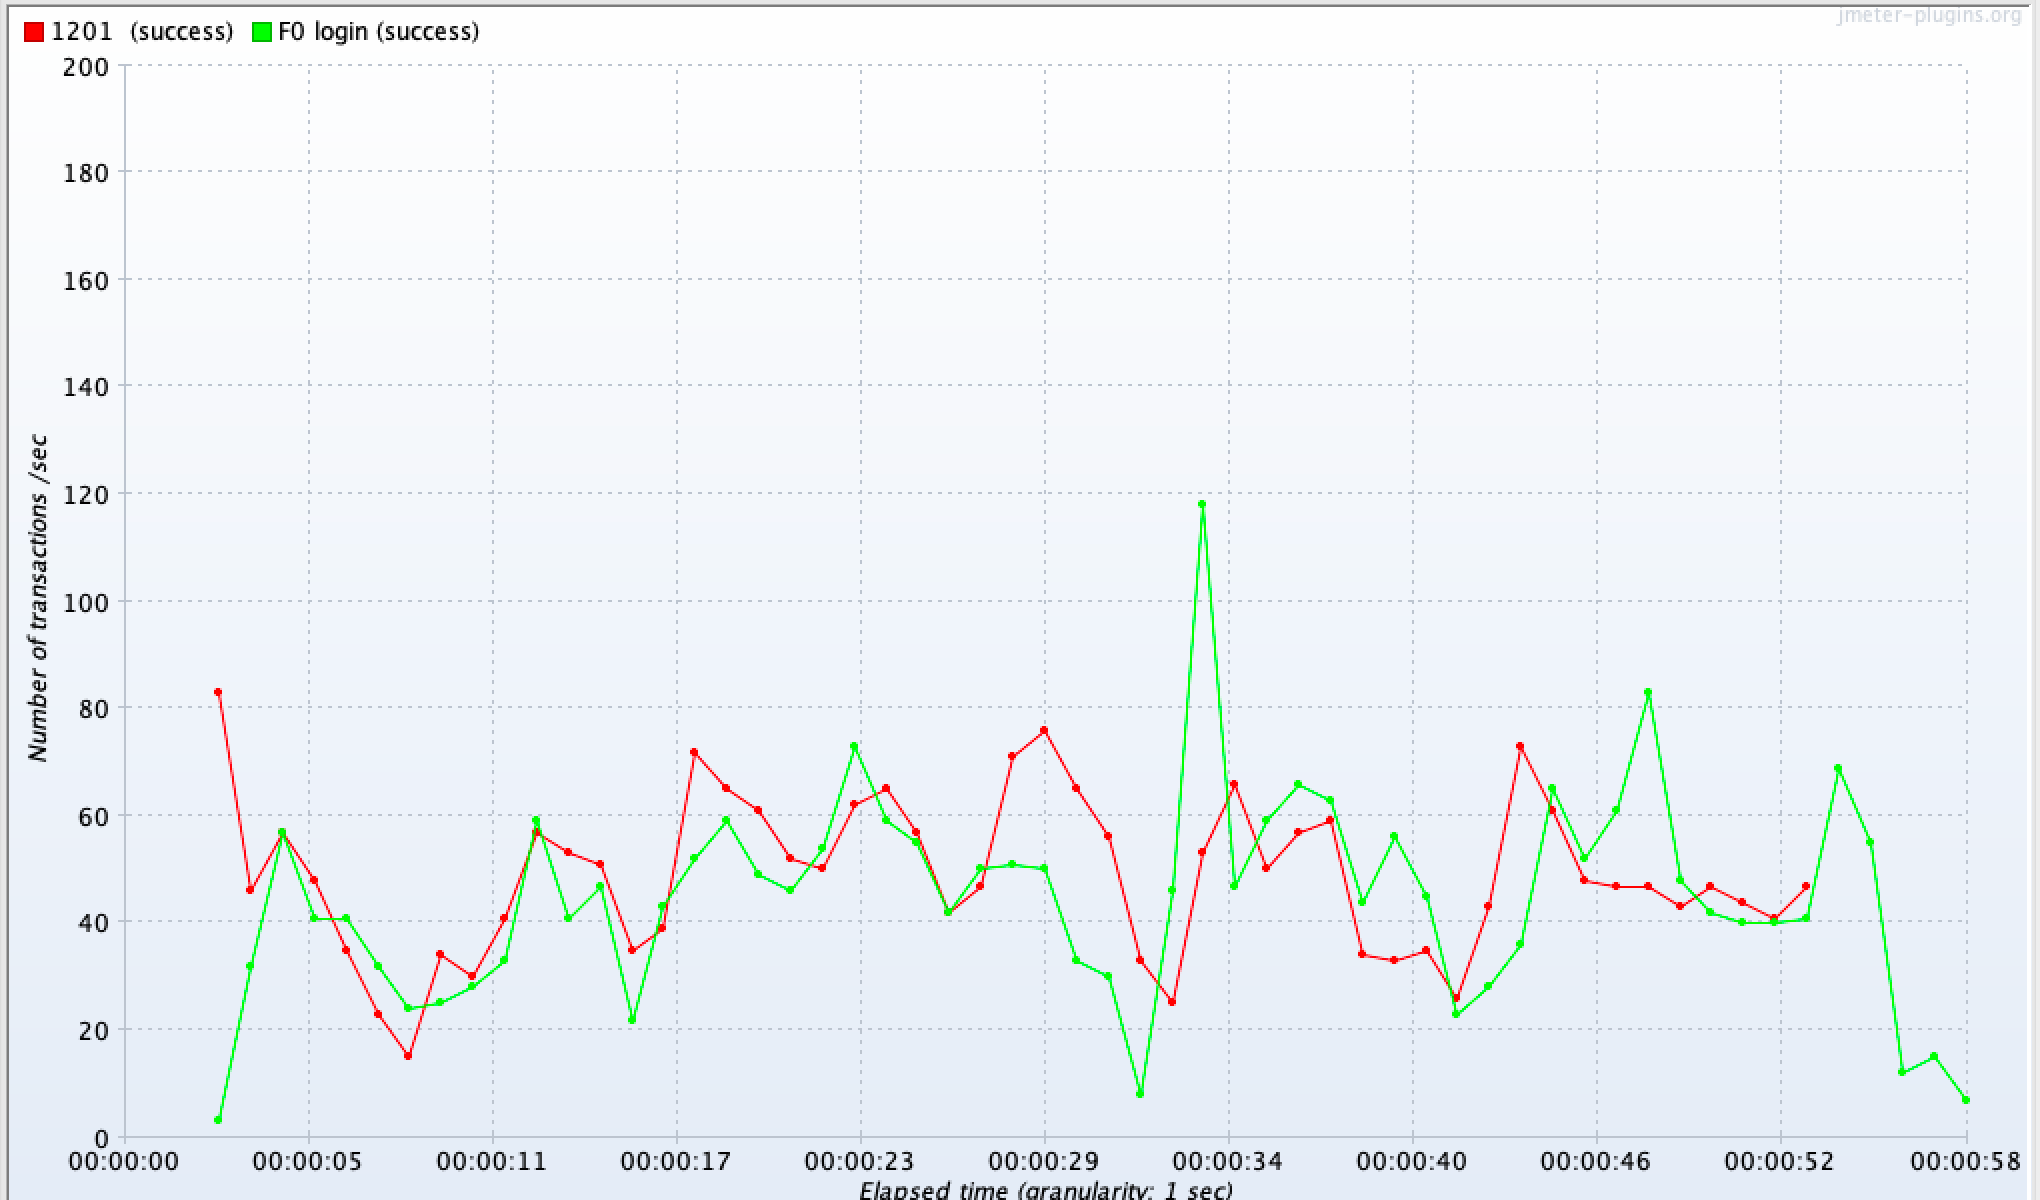 jmeter-plugins.org
1201 (success) F0 login (success)
200
180
160
140
120
100
80
60
40
20
0
Number of transactions /sec
00:00:00 00:00:05 00:00:11 00:00:17 00:00:23 00:00:29 00:00:34 00:00:40 00:00:46 00:00:52 00:00:58
Elapsed time (granularity: 1 sec)